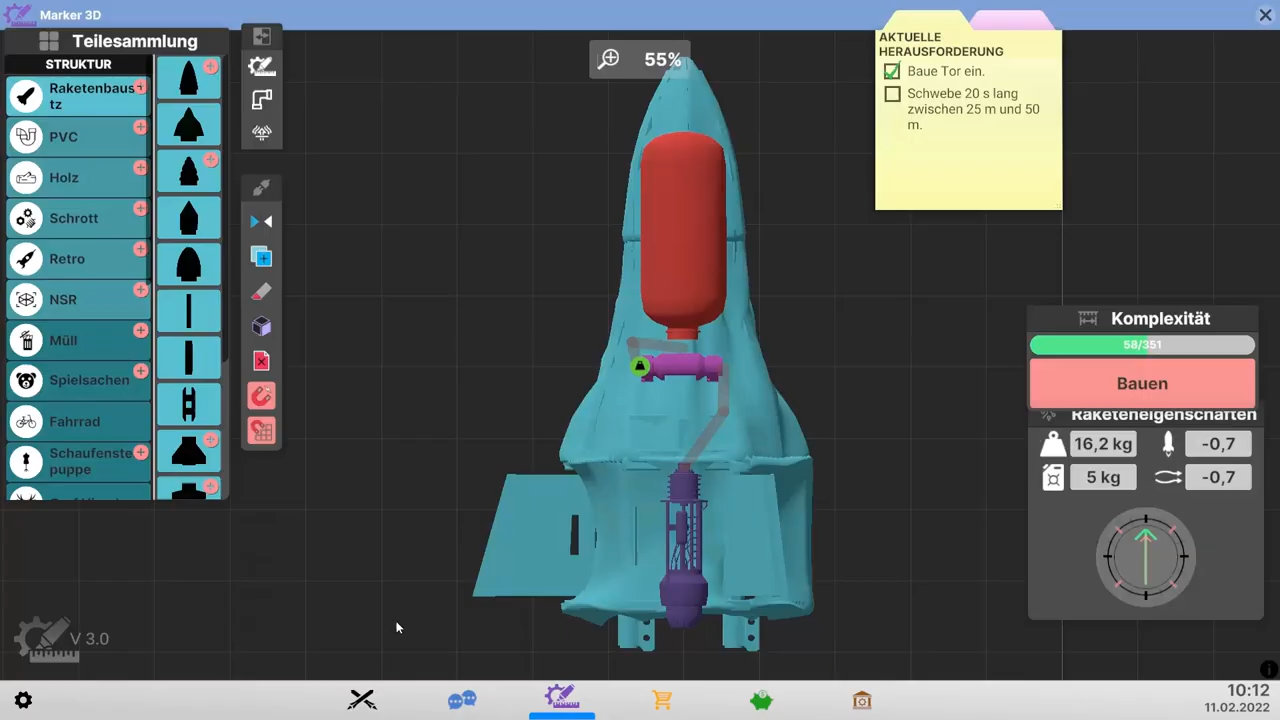 Marker 3D
Teilesammlung
STRUKTUR
Raketenbaus
tz
PVC
Holz
Schrott
Retro
NSR
Müll
Spielsachen
Fahrrad
Schaufenste
puppe
55%
AKTUELLE
HERAUSFORDERUNG
Baue Tor ein.
Schwebe 20 s lang
zwischen 25 m und 50
m.
Komplexität
58/351
Bauen
Raketeneigenschaften
16,2 kg
-0,7
5 kg
-0,7
V 3.0
10:12
11.02.2022